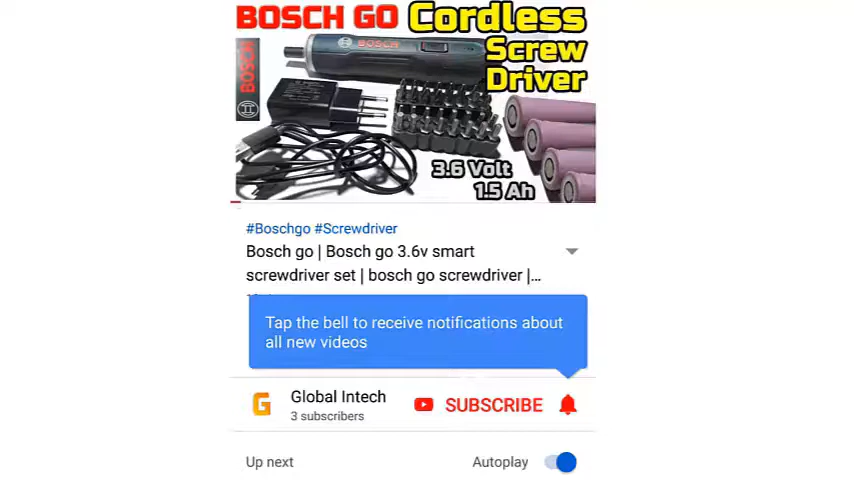 BOSCH GO Cordless
Screw
Driver
BOSCH
BOSCH
3.6 Volt
1.5 Ah
#Boschgo #Screwdriver
Bosch go | Bosch go 3.6v smart
screwdriver set | bosch go screwdriver |...
Tap the bell to receive notifications about
all new videos
Global Intech
3 subscribers
SUBSCRIBE
Up next
Autoplay